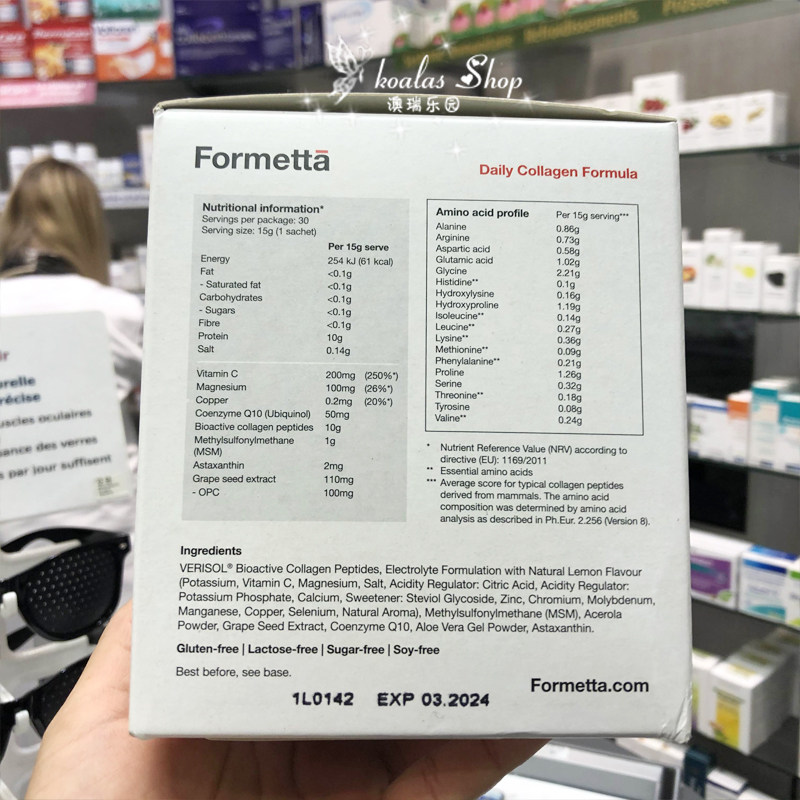 koalas Shop
澳瑞乐园
Formettā
Daily Collagen Formula
Nutritional information*
Servings per package: 30
Serving size: 15g (1 sachet)
Per 15g serve
Energy 254 kJ (61 kcal)
Fat <0.1g
- Saturated fat <0.1g
Carbohydrates <0.1g
- Sugars <0.1g
Fibre <0.1g
Protein 10g
Salt 0.14g
Vitamin C 200mg (250%*)
Magnesium 100mg (26%*)
Copper 0.2mg (20%*)
Coenzyme Q10 (Ubiquinol) 50mg
Bioactive collagen peptides 10g
Methylsulfonylmethane 1g
(MSM)
Astaxanthin 2mg
Grape seed extract 110mg
- OPC 100mg
Amino acid profile Per 15g serving***
Alanine 0.86g
Arginine 0.73g
Aspartic acid 0.58g
Glutarnic acid 1.02g
Glycine 2.21g
Histidine** 0.1g
Hydroxylysine 0.16g
Hydroxyproline 1.19g
Isoleucine** 0.14g
Leucine** 0.27g
Lysine** 0.36g
Methionine** 0.09g
Phenylalanine** 0.21g
Proline 1.26g
Serine 0.32g
Threonine** 0.18g
Tyrosine 0.08g
Valine** 0.24g
* Nutrient Reference Value (NRV) according to
directive (EU): 1169/2011
** Essential amino acids
*** Average score for typical collagen peptides
derived from mammals. The amino acid
composition was determined by amino acid
analysis as described in Ph.Eur. 2.256 (Version 8).
Ingredients
VERISOL® Bioactive Collagen Peptides, Electrolyte Formulation with Natural Lemon Flavour
(Potassium, Vitamin C, Magnesium, Salt, Acidity Regulator: Citric Acid, Acidity Regulator:
Potassium Phosphate, Calcium, Sweetener: Steviol Glycoside, Zinc, Chromium, Molybdenum,
Manganese, Copper, Selenium, Natural Aroma), Methylsulfonylmethane (MSM), Acerola
Powder, Grape Seed Extract, Coenzyme Q10, Aloe Vera Gel Powder, Astaxanthin.
Gluten-free | Lactose-free | Sugar-free | Soy-free
Best before, see base.
1L0142 EXP 03.2024
Formetta.com
uscles oculaires
ance des verres
s par jour suffisent